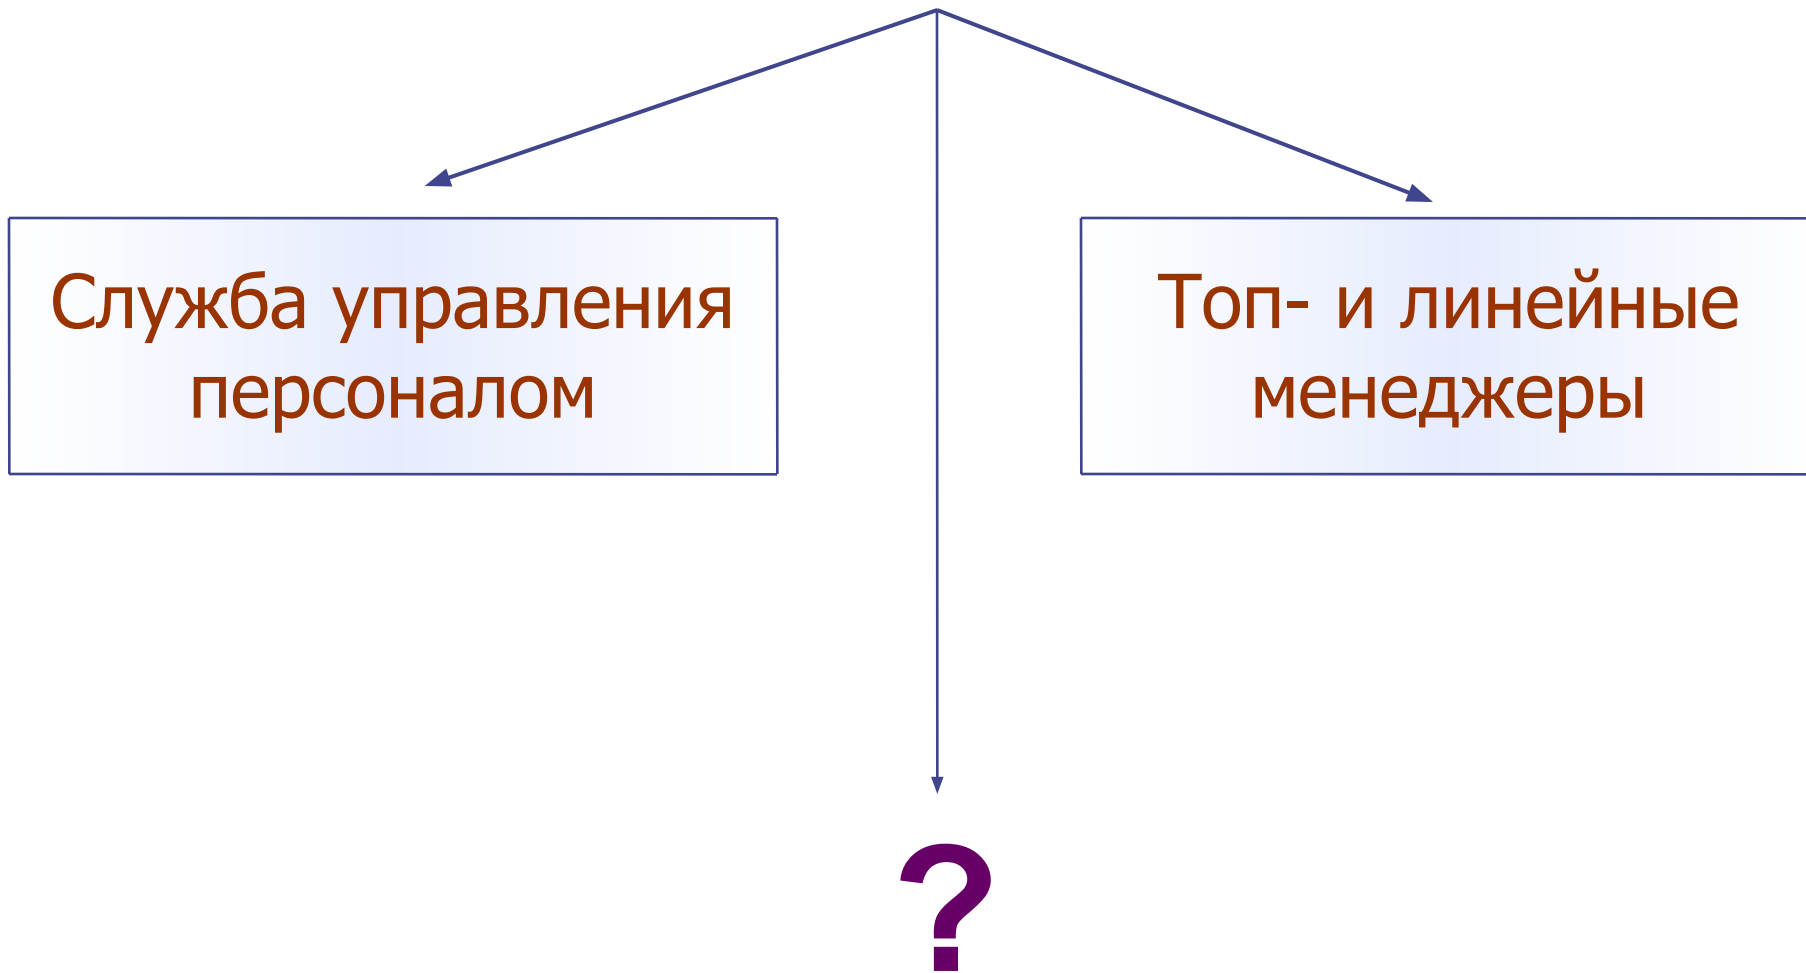 Служба управления
персоналом
Топ- и линейные
менеджеры
?